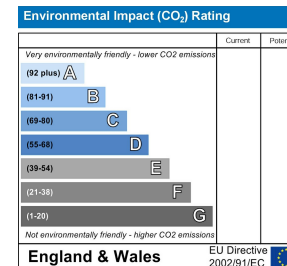 Environmental Impact (CO₂) Rating
Current Poten
Very environmentally friendly - lower CO2 emissions
(92 plus) A
(81-91) B
(69-80) C
(55-68) D
(39-54) E
(21-38) F
(1-20) G
Not environmentally friendly - higher CO2 emissions
England & Wales
EU Directive
2002/91/EC